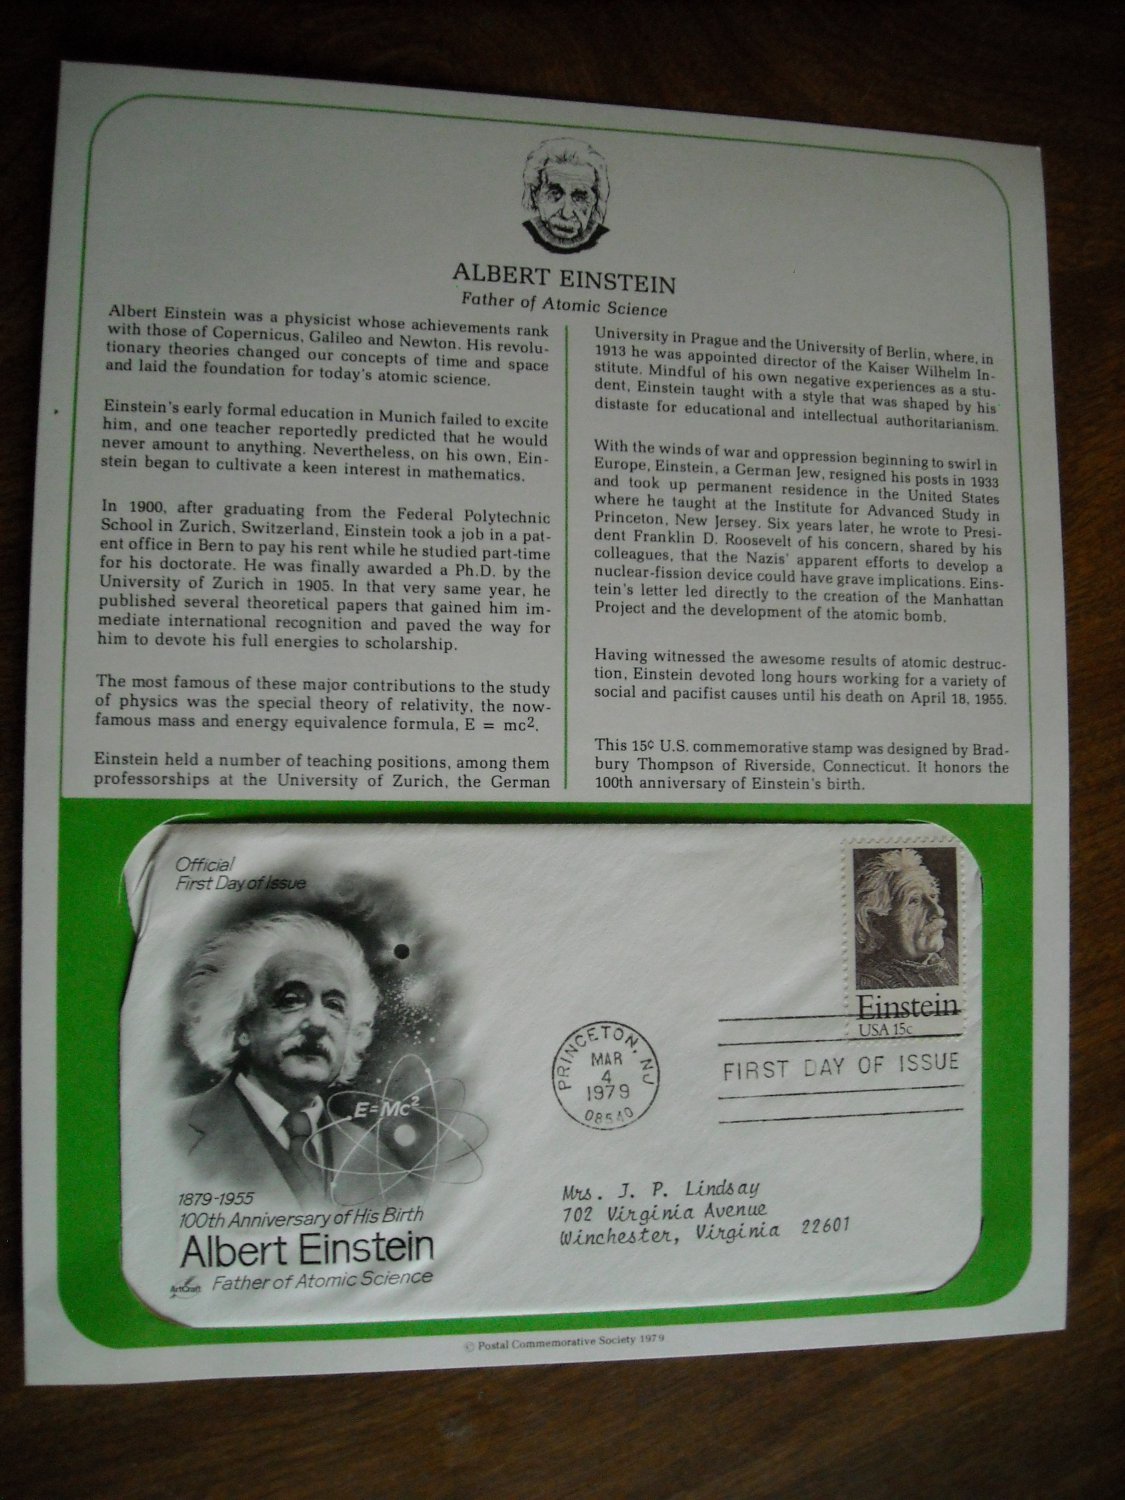 ALBERT EINSTEIN
Father of Atomic Science
Albert Einstein was a physicist whose achievements rank
with those of Copernicus, Galileo and Newton. His revolu-
tionary theories changed our concepts of time and space
and laid the foundation for today's atomic science.
Einstein's early formal education in Munich failed to excite
him, and one teacher reportedly predicted that he would
never amount to anything. Nevertheless, on his own, Ein-
stein began to cultivate a keen interest in mathematics.
In 1900, after graduating from the Federal Polytechnic
School in Zurich, Switzerland, Einstein took a job in a pat-
ent office in Bern to pay his rent while he studied part-time
for his doctorate. He was finally awarded a Ph.D. by the
University of Zurich in 1905. In that very same year, he
published several theoretical papers that gained him im-
mediate international recognition and paved the way for
him to devote his full energies to scholarship.
The most famous of these major contributions to the study
of physics was the special theory of relativity, the now-
famous mass and energy equivalence formula, E = mc².
Einstein held a number of teaching positions, among them
professorships at the University of Zurich, the German
University in Prague and the University of Berlin, where, in
1913 he was appointed director of the Kaiser Wilhelm In-
stitute. Mindful of his own negative experiences as a stu-
dent, Einstein taught with a style that was shaped by his
distaste for educational and intellectual authoritarianism.
With the winds of war and oppression beginning to swirl in
Europe, Einstein, a German Jew, resigned his posts in 1933
and took up permanent residence in the United States
where he taught at the Institute for Advanced Study in
Princeton, New Jersey. Six years later, he wrote to Presi-
dent Franklin D. Roosevelt of his concern, shared by his
colleagues, that the Nazis' apparent efforts to develop a
nuclear-fission device could have grave implications. Eins-
tein's letter led directly to the creation of the Manhattan
Project and the development of the atomic bomb.
Having witnessed the awesome results of atomic destruc-
tion, Einstein devoted long hours working for a variety of
social and pacifist causes until his death on April 18, 1955.
This 15¢ U.S. commemorative stamp was designed by Brad-
bury Thompson of Riverside, Connecticut. It honors the
100th anniversary of Einstein's birth.
Official
First Day of Issue
E=Mc²
1879-1955
100th Anniversary of His Birth
Albert Einstein
Father of Atomic Science
ArtCraft
PRINCETON, NJ
MAR
4
1979
08540
Einstein
USA 15c
FIRST DAY OF ISSUE
Mrs. J. P. Lindsay
702 Virginia Avenue
Winchester, Virginia 22601
© Postal Commemorative Society 1979